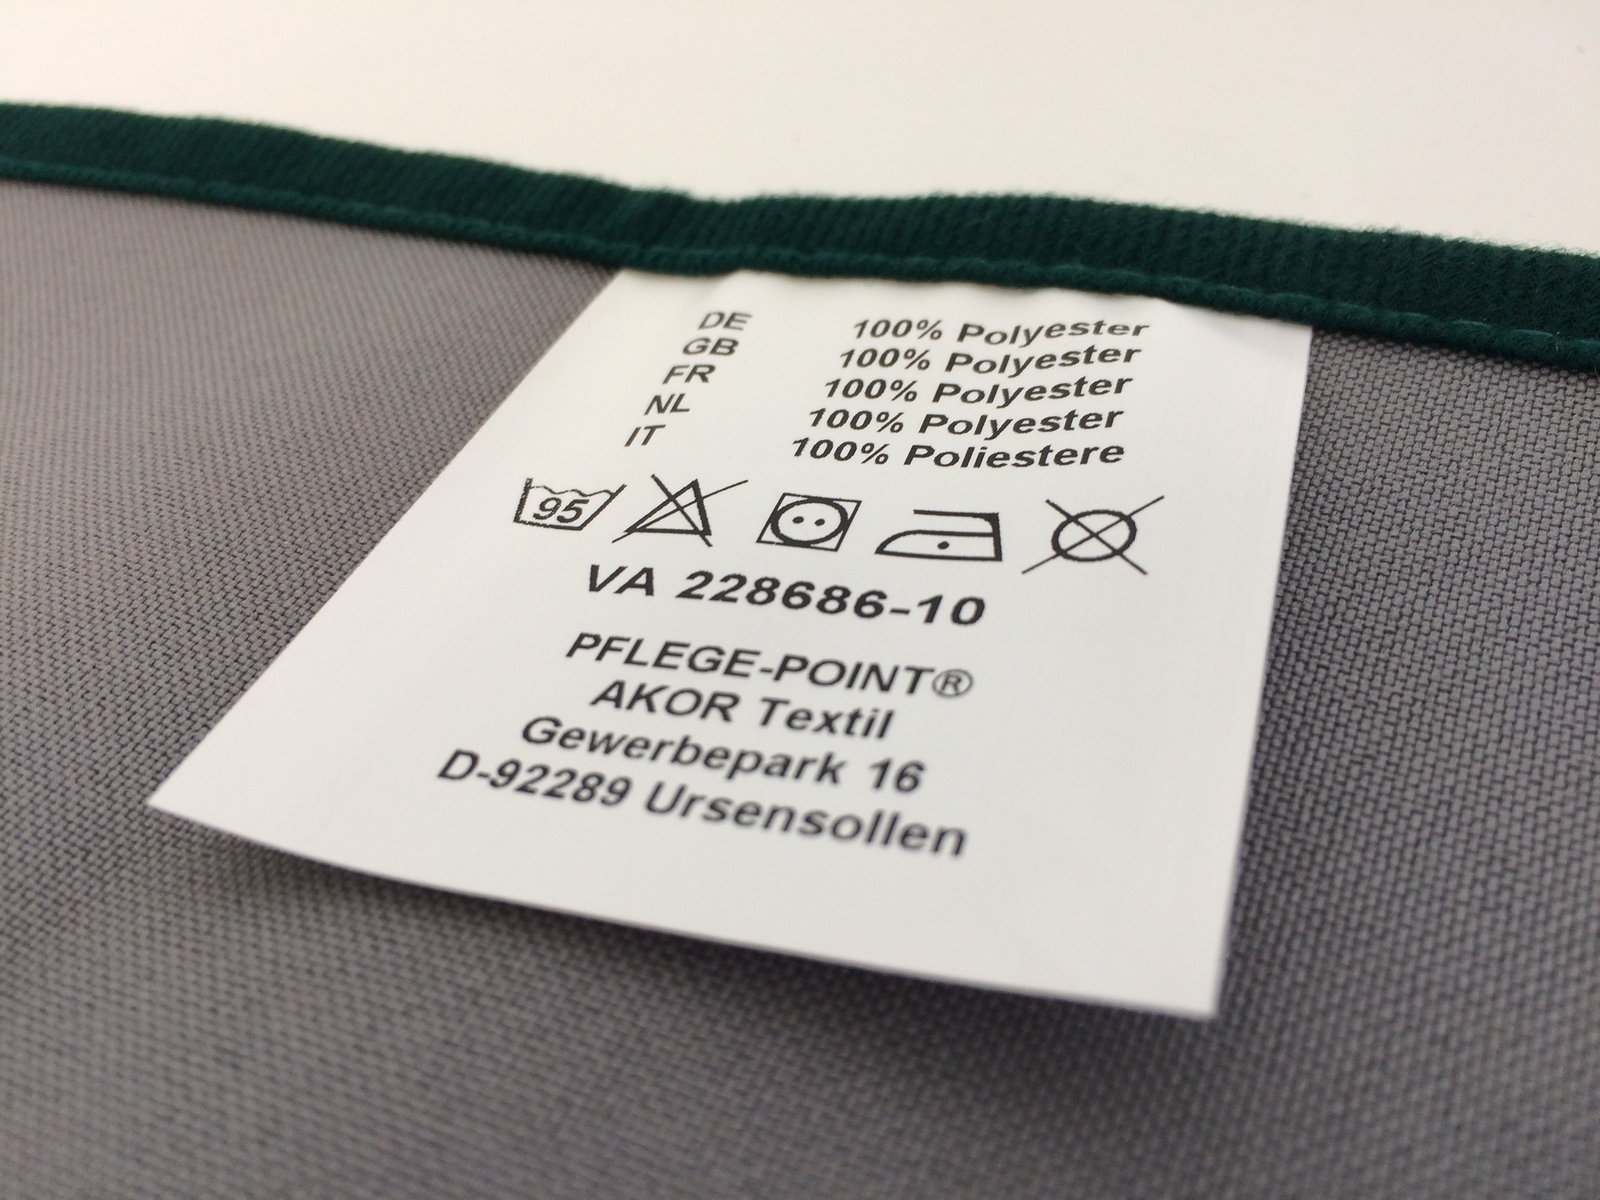 DE 100% Polyester
GB 100% Polyester
FR 100% Polyester
NL 100% Polyester
IT 100% Poliestere
95
VA 228686-10
PFLEGE-POINT®
AKOR Textil
Gewerbepark 16
D-92289 Ursensollen